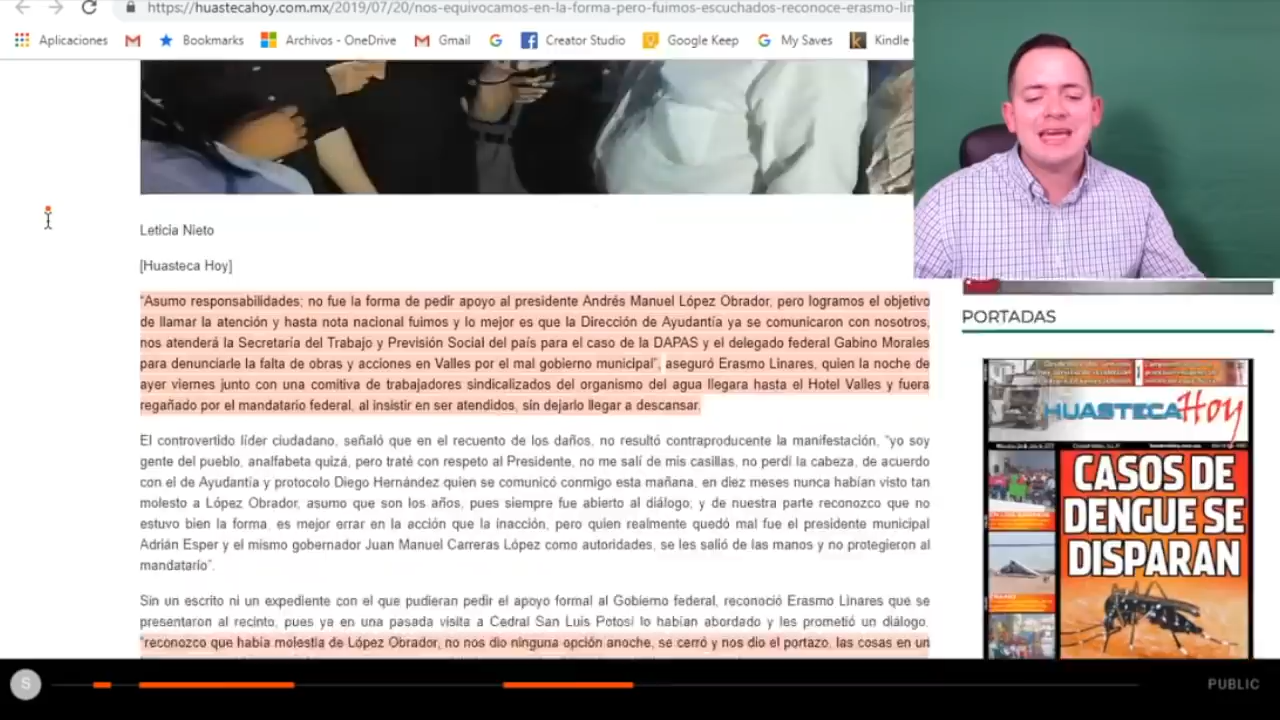 https://huastecahoy.com.mx/2019/07/20/nos-equivocamos-en-la-forma-pero-fuimos-escuchados-reconoce-erasmo-lin
Aplicaciones Bookmarks Archivos - OneDrive Gmail Creator Studio Google Keep My Saves Kindle
Leticia Nieto
[Huasteca Hoy]
“Asumo responsabilidades; no fue la forma de pedir apoyo al presidente Andrés Manuel López Obrador, pero logramos el objetivo
de llamar la atención y hasta nota nacional fuimos y lo mejor es que la Dirección de Ayudantía ya se comunicaron con nosotros,
nos atenderá la Secretaría del Trabajo y Previsión Social del país para el caso de la DAPAS y el delegado federal Gabino Morales
para denunciarle la falta de obras y acciones en Valles por el mal gobierno municipal”, aseguró Erasmo Linares, quien la noche de
ayer viernes junto con una comitiva de trabajadores sindicalizados del organismo del agua llegara hasta el Hotel Valles y fuera
regañado por el mandatario federal, al insistir en ser atendidos, sin dejarlo llegar a descansar.
El controvertido líder ciudadano, señaló que en el recuento de los daños, no resultó contraproducente la manifestación, “yo soy
gente del pueblo, analfabeta quizá, pero traté con respeto al Presidente, no me salí de mis casillas, no perdí la cabeza, de acuerdo
con el de Ayudantía y protocolo Diego Hernández quien se comunicó conmigo esta mañana, en diez meses nunca habían visto tan
molesto a López Obrador, asumo que son los años, pues siempre fue abierto al diálogo; y de nuestra parte reconozco que no
estuvo bien la forma, es mejor errar en la acción que la inacción, pero quien realmente quedó mal fue el presidente municipal
Adrián Esper y el mismo gobernador Juan Manuel Carreras López como autoridades, se les salió de las manos y no protegieron al
mandatario”.
Sin un escrito ni un expediente con el que pudieran pedir el apoyo formal al Gobierno federal, reconoció Erasmo Linares que se
presentaron al recinto, pues ya en una pasada visita a Cedral San Luis Potosí lo habían abordado y les prometió un diálogo.
“reconozco que había molestia de López Obrador, no nos dio ninguna opción anoche, se cerró y nos dio el portazo, las cosas en un
PORTADAS
HUASTECA Hoy
CASOS DE
DENGUE SE
DISPARAN
S
PUBLIC